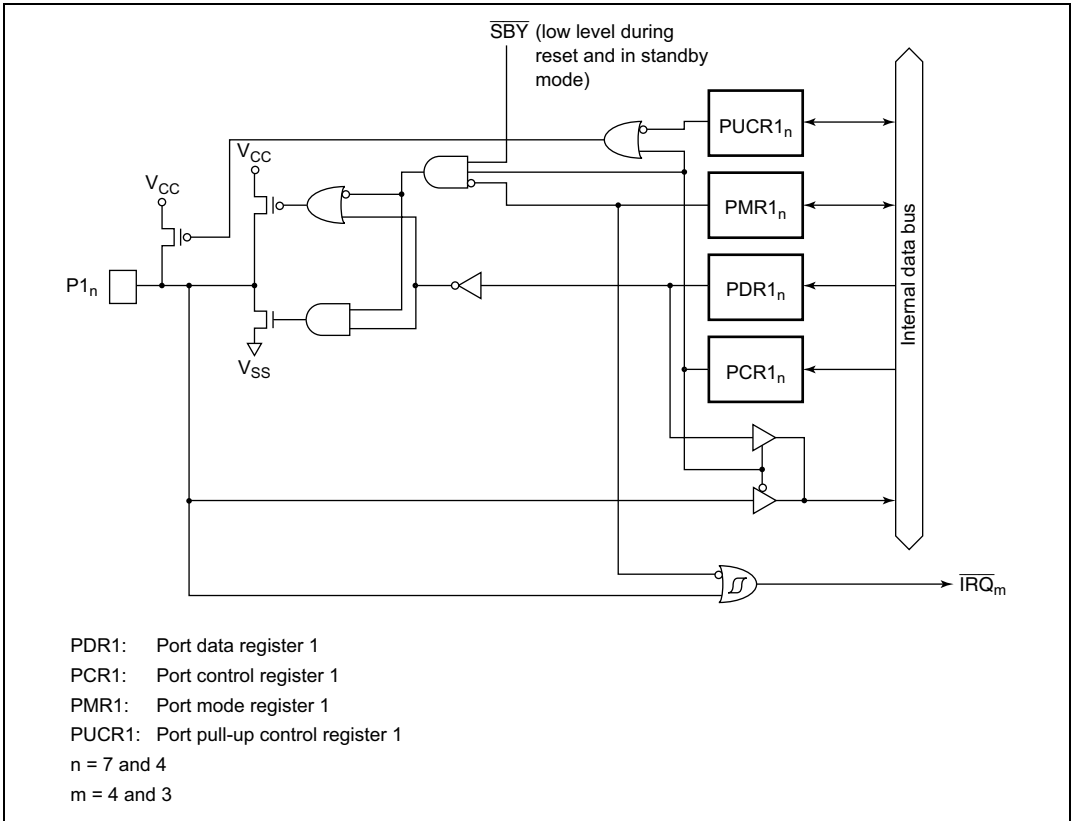 SBY (low level during
reset and in standby
mode)
PUCR1n
VCC
VCC
PMR1n
Internal data bus
P1n
PDR1n
VSS
PCR1n
IRQm
PDR1: Port data register 1
PCR1: Port control register 1
PMR1: Port mode register 1
PUCR1: Port pull-up control register 1
n = 7 and 4
m = 4 and 3